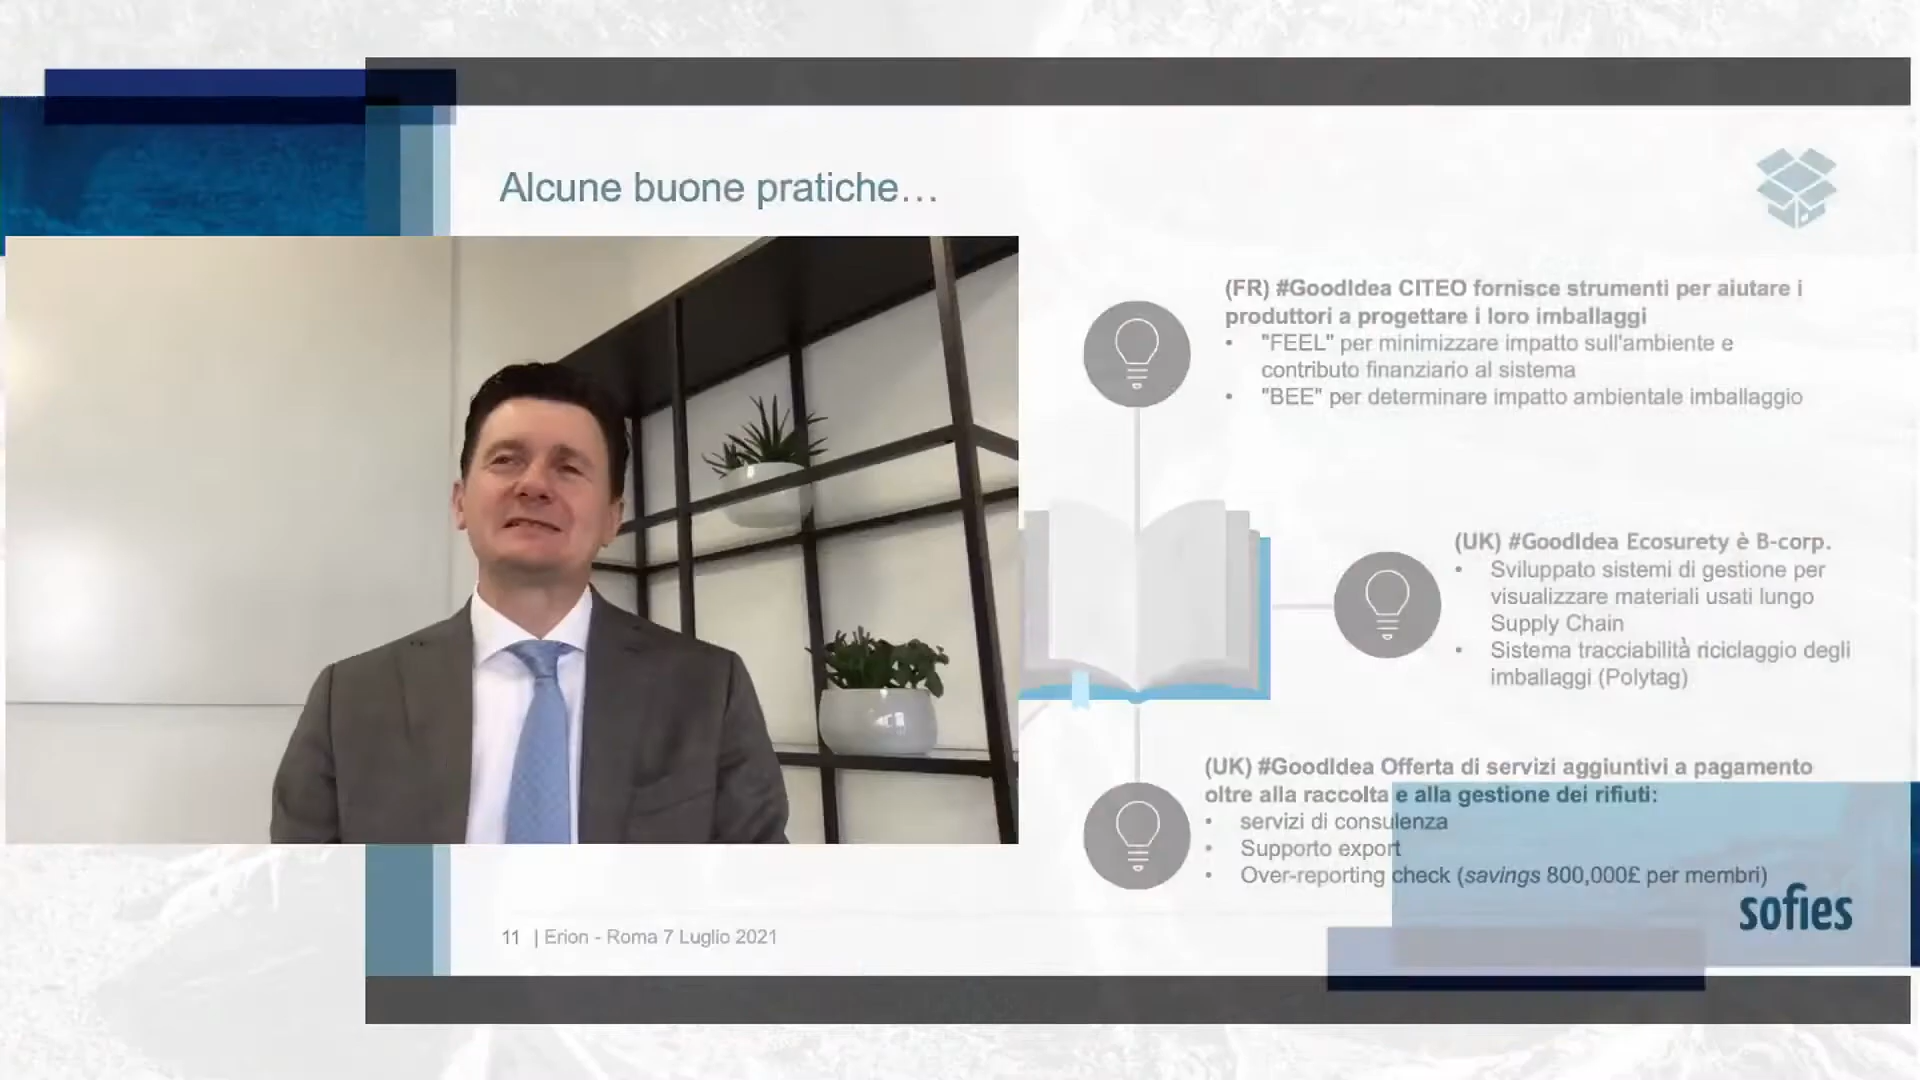 Alcune buone pratiche…
(FR) #GoodIdea CITEO fornisce strumenti per aiutare i
produttori a progettare i loro imballaggi
• "FEEL" per minimizzare impatto sull'ambiente e
contributo finanziario al sistema
• "BEE" per determinare impatto ambientale imballaggio
(UK) #GoodIdea Ecosurety è B-corp.
• Sviluppato sistemi di gestione per
visualizzare materiali usati lungo
Supply Chain
• Sistema tracciabilità riciclaggio degli
imballaggi (Polytag)
(UK) #GoodIdea Offerta di servizi aggiuntivi a pagamento
oltre alla raccolta e alla gestione dei rifiuti:
• servizi di consulenza
• Supporto export
• Over-reporting check (savings 800,000£ per membri)
sofies
11 | Erion - Roma 7 Luglio 2021